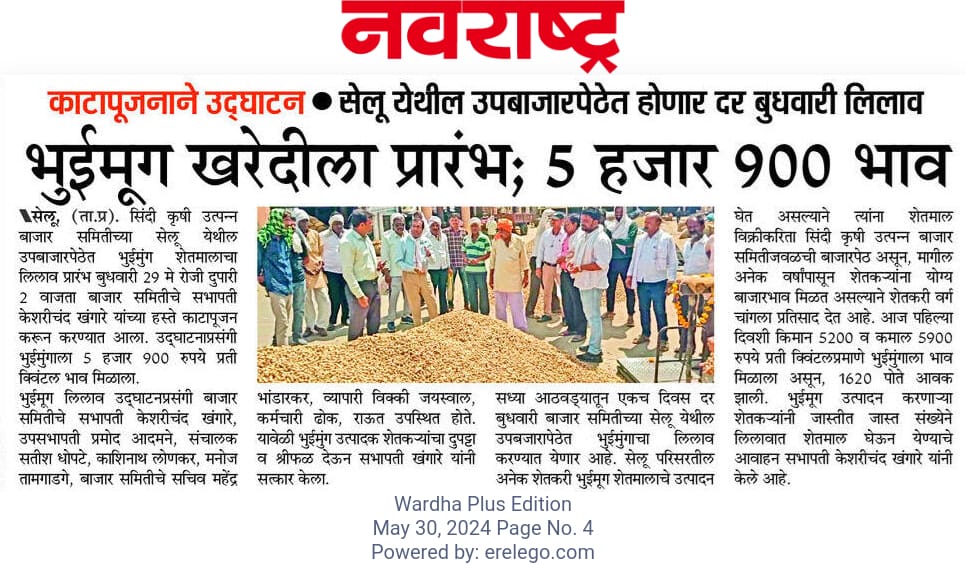 नवराष्ट्र
काटापूजनाने उद्घाटन ● सेलू येथील उपबाजारपेठेत होणार दर बुधवारी लिलाव
भुईमूग खरेदीला प्रारंभ; 5 हजार 900 भाव
सेलू, (ता.प्र). सिंदी कृषी उत्पन्न
बाजार समितीच्या सेलू येथील
उपबाजारपेठेत भुईमुंग शेतमालाचा
लिलाव प्रारंभ बुधवारी 29 मे रोजी दुपारी
2 वाजता बाजार समितीचे सभापती
केशरीचंद खंगारे यांच्या हस्ते काटापूजन
करून करण्यात आला. उद्घाटनाप्रसंगी
भुईमुंगाला 5 हजार 900 रुपये प्रती
क्विंटल भाव मिळाला.
भुईमूग लिलाव उद्घाटनप्रसंगी बाजार
समितीचे सभापती केशरीचंद खंगारे,
उपसभापती प्रमोद आदमने, संचालक
सतीश धोपटे, काशिनाथ लोणकर, मनोज
तामगाडगे, बाजार समितीचे सचिव महेंद्र
भांडारकर, व्यापारी विक्की जयस्वाल,
कर्मचारी ढोक, राऊत उपस्थित होते.
यावेळी भुईमुंग उत्पादक शेतकऱ्यांचा दुपट्टा
व श्रीफळ देऊन सभापती खंगारे यांनी
सत्कार केला.
सध्या आठवड्यातून एकच दिवस दर
बुधवारी बाजार समितीच्या सेलू येथील
उपबजारापेठेत भुईमुंगाचा लिलाव
करण्यात येणार आहे. सेलू परिसरतील
अनेक शेतकरी भुईमूग शेतमालाचे उत्पादन
घेत असल्याने त्यांना शेतमाल
विक्रीकरिता सिंदी कृषी उत्पन्न बाजार
समितीजवळची बाजारपेठ असून, मागील
अनेक वर्षांपासून शेतकऱ्यांना योग्य
बाजारभाव मिळत असल्याने शेतकरी वर्ग
चांगला प्रतिसाद देत आहे. आज पहिल्या
दिवशी किमान 5200 व कमाल 5900
रुपये प्रती क्विंटलप्रमाणे भुईमुंगाला भाव
मिळाला असून, 1620 पोते आवक
झाली. भुईमूग उत्पादन करणाऱ्या
शेतकऱ्यांनी जास्तीत जास्त संख्येने
लिलावात शेतमाल घेऊन येण्याचे
आवाहन सभापती केशरीचंद खंगारे यांनी
केले आहे.
Wardha Plus Edition
May 30, 2024 Page No. 4
Powered by: erelego.com